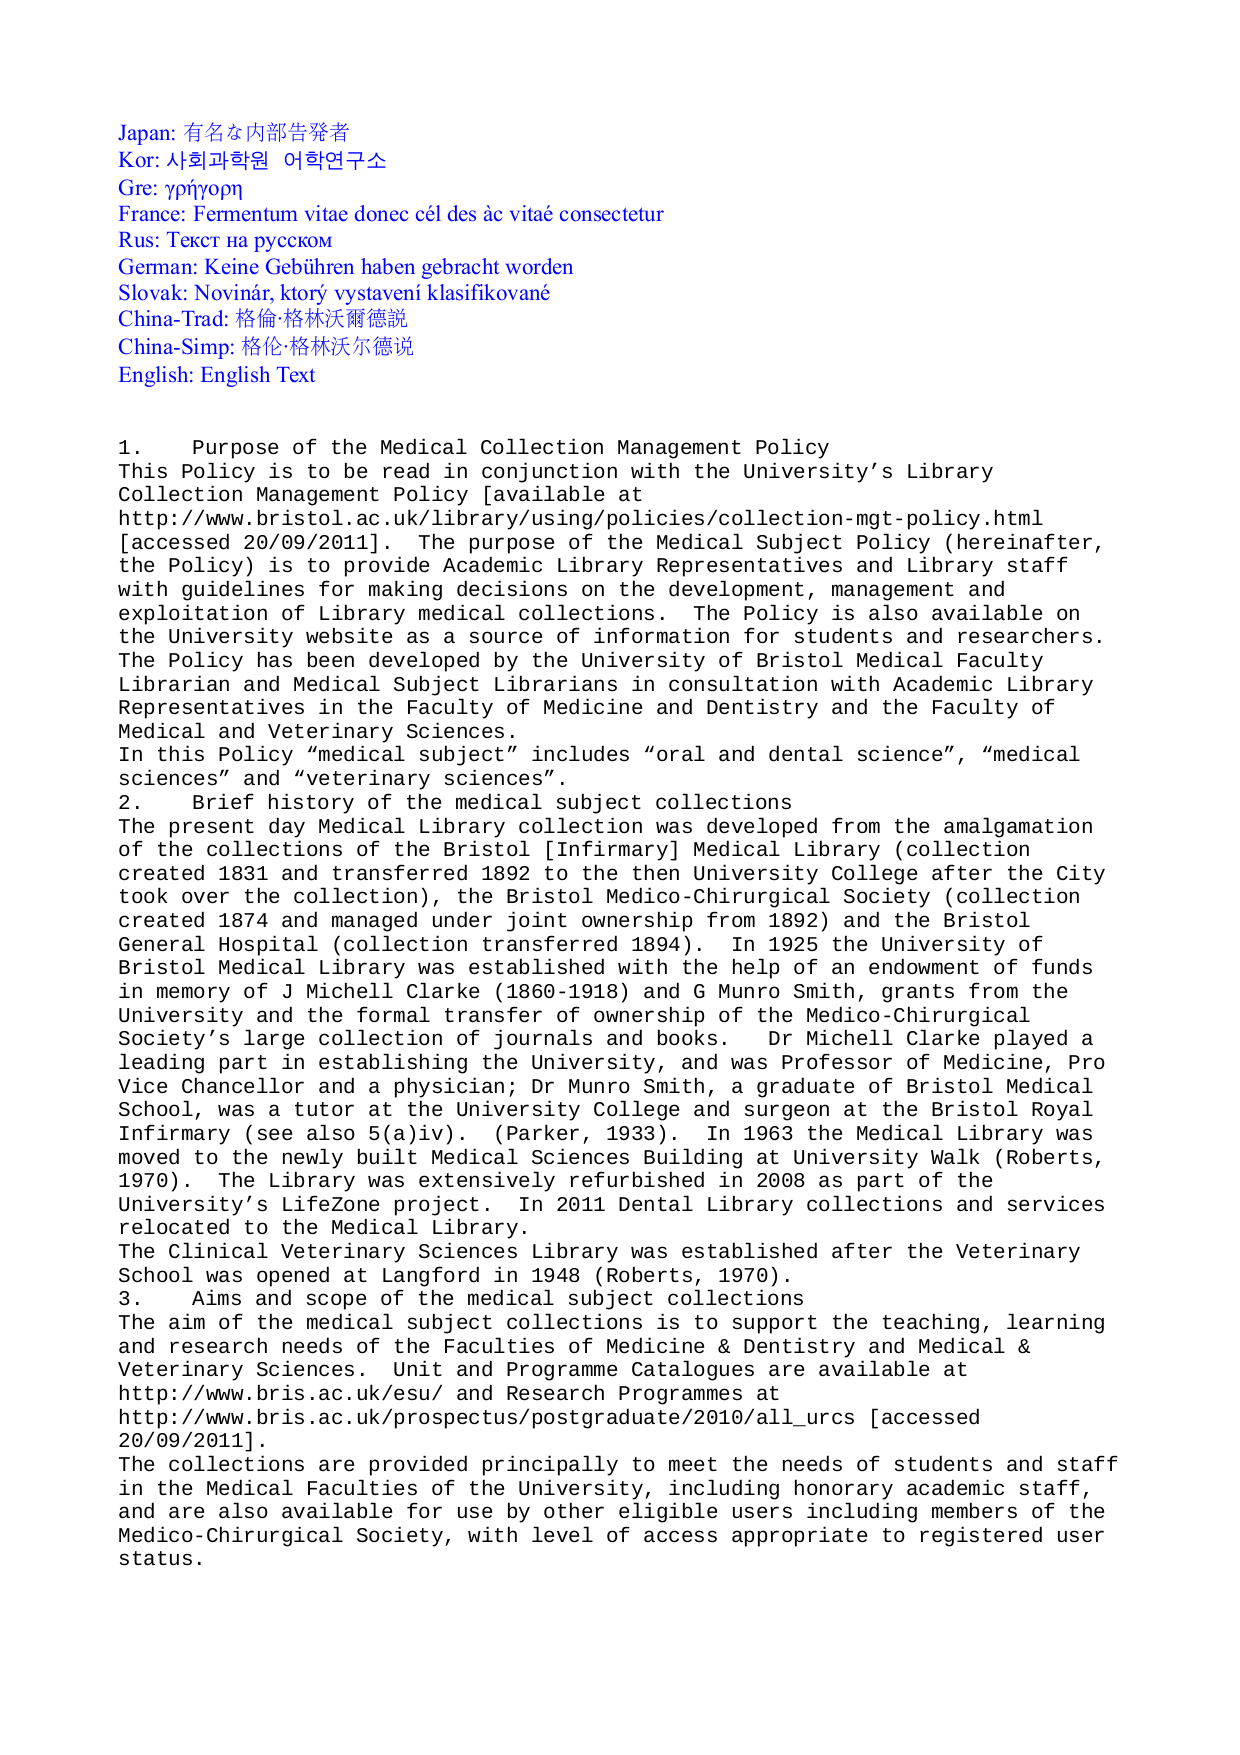 Japan: 有名な内部告発者
Kor: 사회과학원 어학연구소
Gre: γρήγορη
France: Fermentum vitae donec cél des àc vitaé consectetur
Rus: Текст на русском
German: Keine Gebühren haben gebracht worden
Slovak: Novinár, ktorý vystavení klasifikované
China-Trad: 格倫·格林沃爾德説
China-Simp: 格伦·格林沃尔德说
English: English Text
1.    Purpose of the Medical Collection Management Policy
This Policy is to be read in conjunction with the University’s Library
Collection Management Policy [available at
http://www.bristol.ac.uk/library/using/policies/collection-mgt-policy.html
[accessed 20/09/2011].  The purpose of the Medical Subject Policy (hereinafter,
the Policy) is to provide Academic Library Representatives and Library staff
with guidelines for making decisions on the development, management and
exploitation of Library medical collections.  The Policy is also available on
the University website as a source of information for students and researchers.
The Policy has been developed by the University of Bristol Medical Faculty
Librarian and Medical Subject Librarians in consultation with Academic Library
Representatives in the Faculty of Medicine and Dentistry and the Faculty of
Medical and Veterinary Sciences.
In this Policy “medical subject” includes “oral and dental science”, “medical
sciences” and “veterinary sciences”.
2.    Brief history of the medical subject collections
The present day Medical Library collection was developed from the amalgamation
of the collections of the Bristol [Infirmary] Medical Library (collection
created 1831 and transferred 1892 to the then University College after the City
took over the collection), the Bristol Medico-Chirurgical Society (collection
created 1874 and managed under joint ownership from 1892) and the Bristol
General Hospital (collection transferred 1894).  In 1925 the University of
Bristol Medical Library was established with the help of an endowment of funds
in memory of J Michell Clarke (1860-1918) and G Munro Smith, grants from the
University and the formal transfer of ownership of the Medico-Chirurgical
Society’s large collection of journals and books.   Dr Michell Clarke played a
leading part in establishing the University, and was Professor of Medicine, Pro
Vice Chancellor and a physician; Dr Munro Smith, a graduate of Bristol Medical
School, was a tutor at the University College and surgeon at the Bristol Royal
Infirmary (see also 5(a)iv).  (Parker, 1933).  In 1963 the Medical Library was
moved to the newly built Medical Sciences Building at University Walk (Roberts,
1970).  The Library was extensively refurbished in 2008 as part of the
University’s LifeZone project.  In 2011 Dental Library collections and services
relocated to the Medical Library.
The Clinical Veterinary Sciences Library was established after the Veterinary
School was opened at Langford in 1948 (Roberts, 1970).
3.    Aims and scope of the medical subject collections
The aim of the medical subject collections is to support the teaching, learning
and research needs of the Faculties of Medicine & Dentistry and Medical &
Veterinary Sciences.  Unit and Programme Catalogues are available at
http://www.bris.ac.uk/esu/ and Research Programmes at
http://www.bris.ac.uk/prospectus/postgraduate/2010/all_urcs [accessed
20/09/2011].
The collections are provided principally to meet the needs of students and staff
in the Medical Faculties of the University, including honorary academic staff,
and are also available for use by other eligible users including members of the
Medico-Chirurgical Society, with level of access appropriate to registered user
status.